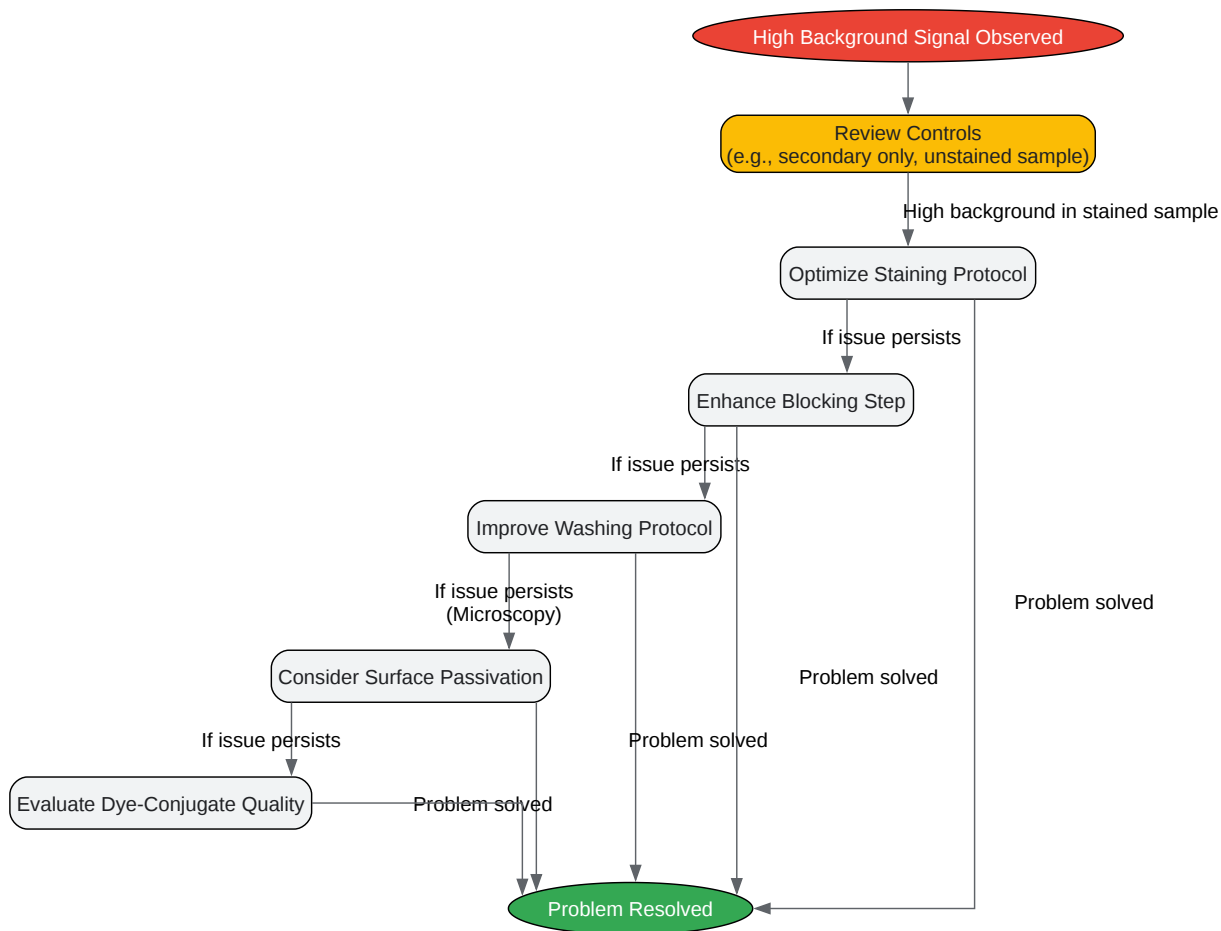 High Background Signal Observed
Review Controls
(e.g., secondary only, unstained sample)
High background in stained sample
Optimize Staining Protocol
If issue persists
Enhance Blocking Step
If issue persists
Improve Washing Protocol
If issue persists
(Microscopy)
Problem solved
Consider Surface Passivation
Problem solved
If issue persists
Problem solved
Evaluate Dye-Conjugate Quality
Problem solved
Problem Resolved